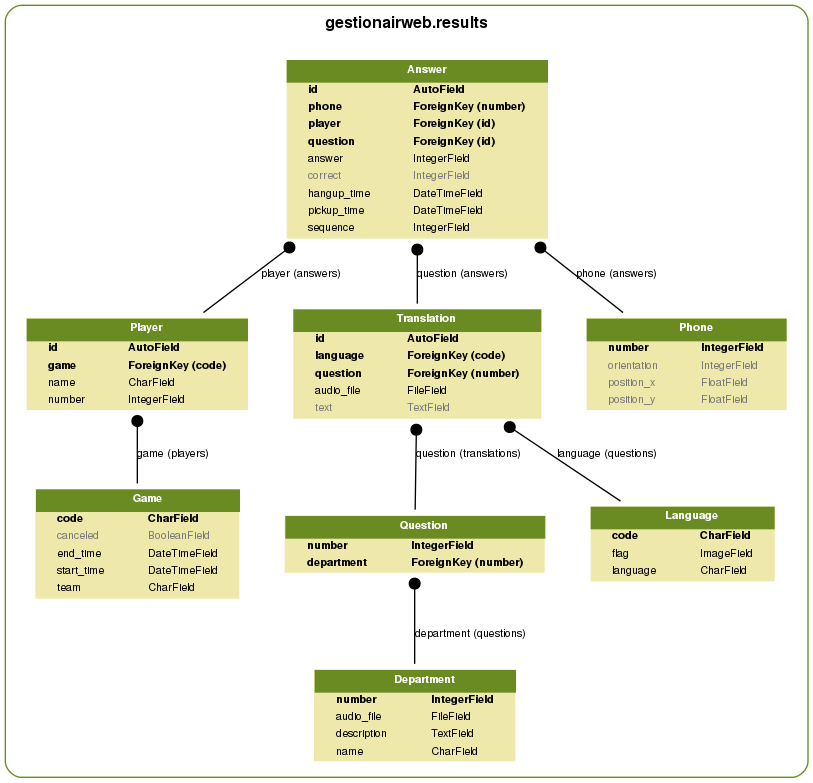 gestionairweb.results
Answer
id AutoField
phone ForeignKey (number)
player ForeignKey (id)
question ForeignKey (id)
answer IntegerField
correct IntegerField
hangup_time DateTimeField
pickup_time DateTimeField
sequence IntegerField
player (answers)
question (answers)
phone (answers)
Player
id AutoField
game ForeignKey (code)
name CharField
number IntegerField
Translation
id AutoField
language ForeignKey (code)
question ForeignKey (number)
audio_file FileField
text TextField
Phone
number IntegerField
orientation IntegerField
position_x FloatField
position_y FloatField
game (players)
question (translations)
language (questions)
Game
code CharField
canceled BooleanField
end_time DateTimeField
start_time DateTimeField
team CharField
Question
number IntegerField
department ForeignKey (number)
Language
code CharField
flag ImageField
language CharField
department (questions)
Department
number IntegerField
audio_file FileField
description TextField
name CharField